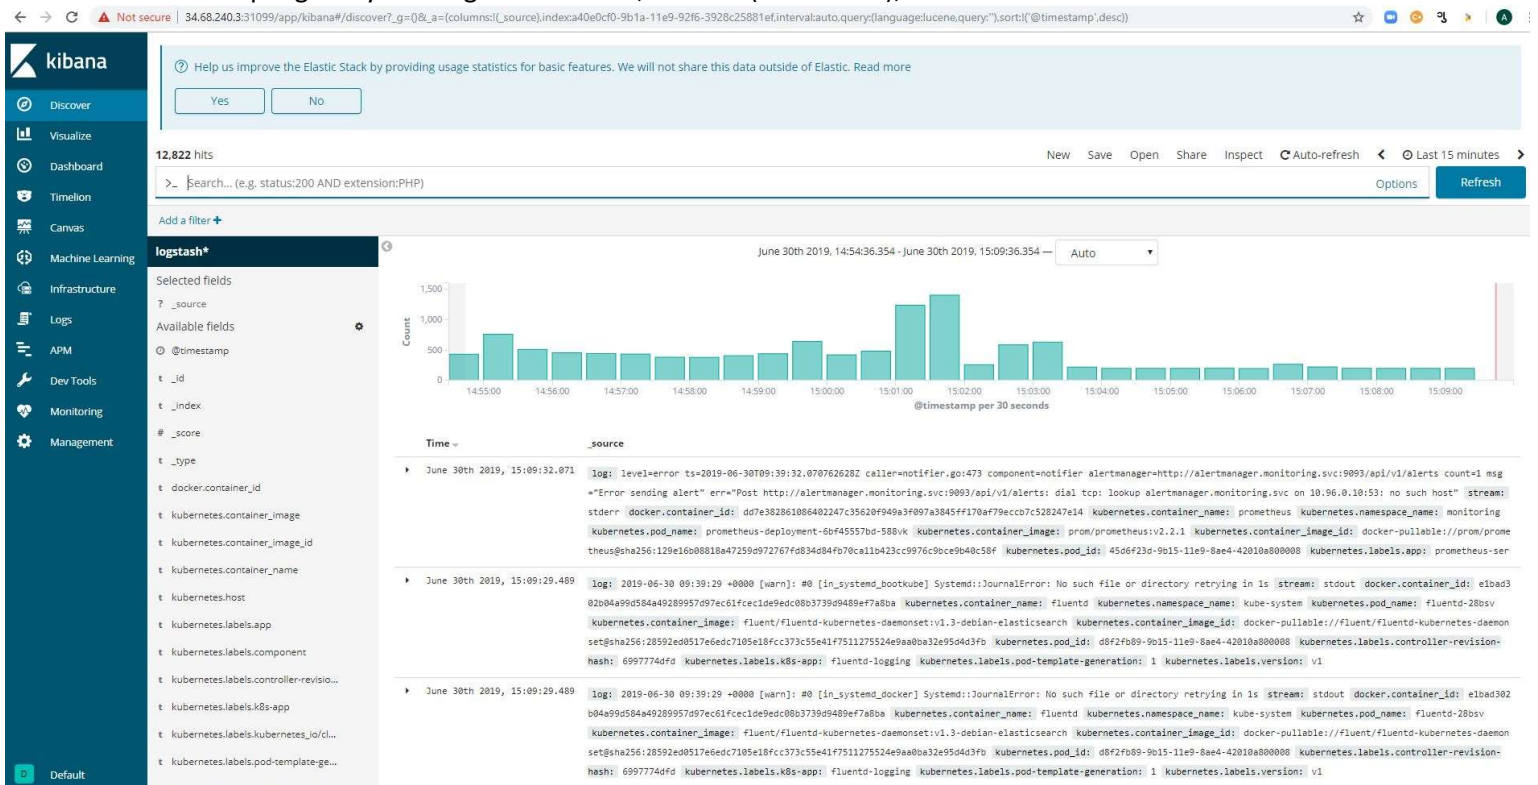 Not secure | 34.68.240.3:31099/app/kibana#/discover?_g=()&_a=(columns:!(_source),index:a40e0cf0-9b1a-11e9-92f6-3928c25881ef,interval:auto,query:(language:lucene,query:''),sort:!('@timestamp',desc))
A
kibana
Help us improve the Elastic Stack by providing usage statistics for basic features. We will not share this data outside of Elastic. Read more
Yes No
Discover
Visualize
Dashboard
Timelion
Canvas
Machine Learning
Infrastructure
Logs
APM
Dev Tools
Monitoring
Management
D Default
12,822 hits
New Save Open Share Inspect Auto-refresh Last 15 minutes
>_ Search... (e.g. status:200 AND extension:PHP) Options Refresh
Add a filter +
logstash*
Selected fields
? _source
Available fields
@timestamp
t _id
t _index
# _score
t _type
t docker.container_id
t kubernetes.container_image
t kubernetes.container_image_id
t kubernetes.container_name
t kubernetes.host
t kubernetes.labels.app
t kubernetes.labels.component
t kubernetes.labels.controller-revisio...
t kubernetes.labels.k8s-app
t kubernetes.labels.kubernetes_io/cl...
t kubernetes.labels.pod-template-ge...
June 30th 2019, 14:54:36.354 - June 30th 2019, 15:09:36.354 — Auto
1,500
1,000
500
0
Count
14:55:00 14:56:00 14:57:00 14:58:00 14:59:00 15:00:00 15:01:00 15:02:00 15:03:00 15:04:00 15:05:00 15:06:00 15:07:00 15:08:00 15:09:00
@timestamp per 30 seconds
Time _source
June 30th 2019, 15:09:32.071 log: level=error ts=2019-06-30T09:39:32.070762628Z caller=notifier.go:473 component=notifier alertmanager=http://alertmanager.monitoring.svc:9093/api/v1/alerts count=1 msg
="Error sending alert" err="Post http://alertmanager.monitoring.svc:9093/api/v1/alerts: dial tcp: lookup alertmanager.monitoring.svc on 10.96.0.10:53: no such host" stream:
stderr docker.container_id: dd7e382861086402247c35620f949a3f097a3845ff170af79eccb7c528247e14 kubernetes.container_name: prometheus kubernetes.namespace_name: monitoring
kubernetes.pod_name: prometheus-deployment-6bf45557bd-588vk kubernetes.container_image: prom/prometheus:v2.2.1 kubernetes.container_image_id: docker-pullable://prom/prome
theus@sha256:129e16b08818a47259d972767fd834d84fb70ca11b423cc9976c9bce9b40c58f kubernetes.pod_id: 45d6f23d-9b15-11e9-8ae4-42010a800008 kubernetes.labels.app: prometheus-ser
June 30th 2019, 15:09:29.489 log: 2019-06-30 09:39:29 +0000 [warn]: #0 [in_systemd_bootkube] Systemd::JournalError: No such file or directory retrying in 1s stream: stdout docker.container_id: e1bad3
02b04a99d584a49289957d97ec61fcec1de9edc08b3739d9489ef7a8ba kubernetes.container_name: fluentd kubernetes.namespace_name: kube-system kubernetes.pod_name: fluentd-28bsv
kubernetes.container_image: fluent/fluentd-kubernetes-daemonset:v1.3-debian-elasticsearch kubernetes.container_image_id: docker-pullable://fluent/fluentd-kubernetes-daemon
set@sha256:28592ed0517e6edc7105e18fcc373c55e41f7511275524e9aa0ba32e95d4d3fb kubernetes.pod_id: d8f2fb89-9b15-11e9-8ae4-42010a800008 kubernetes.labels.controller-revision-
hash: 6997774dfd kubernetes.labels.k8s-app: fluentd-logging kubernetes.labels.pod-template-generation: 1 kubernetes.labels.version: v1
June 30th 2019, 15:09:29.489 log: 2019-06-30 09:39:29 +0000 [warn]: #0 [in_systemd_docker] Systemd::JournalError: No such file or directory retrying in 1s stream: stdout docker.container_id: e1bad302
b04a99d584a49289957d97ec61fcec1de9edc08b3739d9489ef7a8ba kubernetes.container_name: fluentd kubernetes.namespace_name: kube-system kubernetes.pod_name: fluentd-28bsv
kubernetes.container_image: fluent/fluentd-kubernetes-daemonset:v1.3-debian-elasticsearch kubernetes.container_image_id: docker-pullable://fluent/fluentd-kubernetes-daemon
set@sha256:28592ed0517e6edc7105e18fcc373c55e41f7511275524e9aa0ba32e95d4d3fb kubernetes.pod_id: d8f2fb89-9b15-11e9-8ae4-42010a800008 kubernetes.labels.controller-revision-
hash: 6997774dfd kubernetes.labels.k8s-app: fluentd-logging kubernetes.labels.pod-template-generation: 1 kubernetes.labels.version: v1